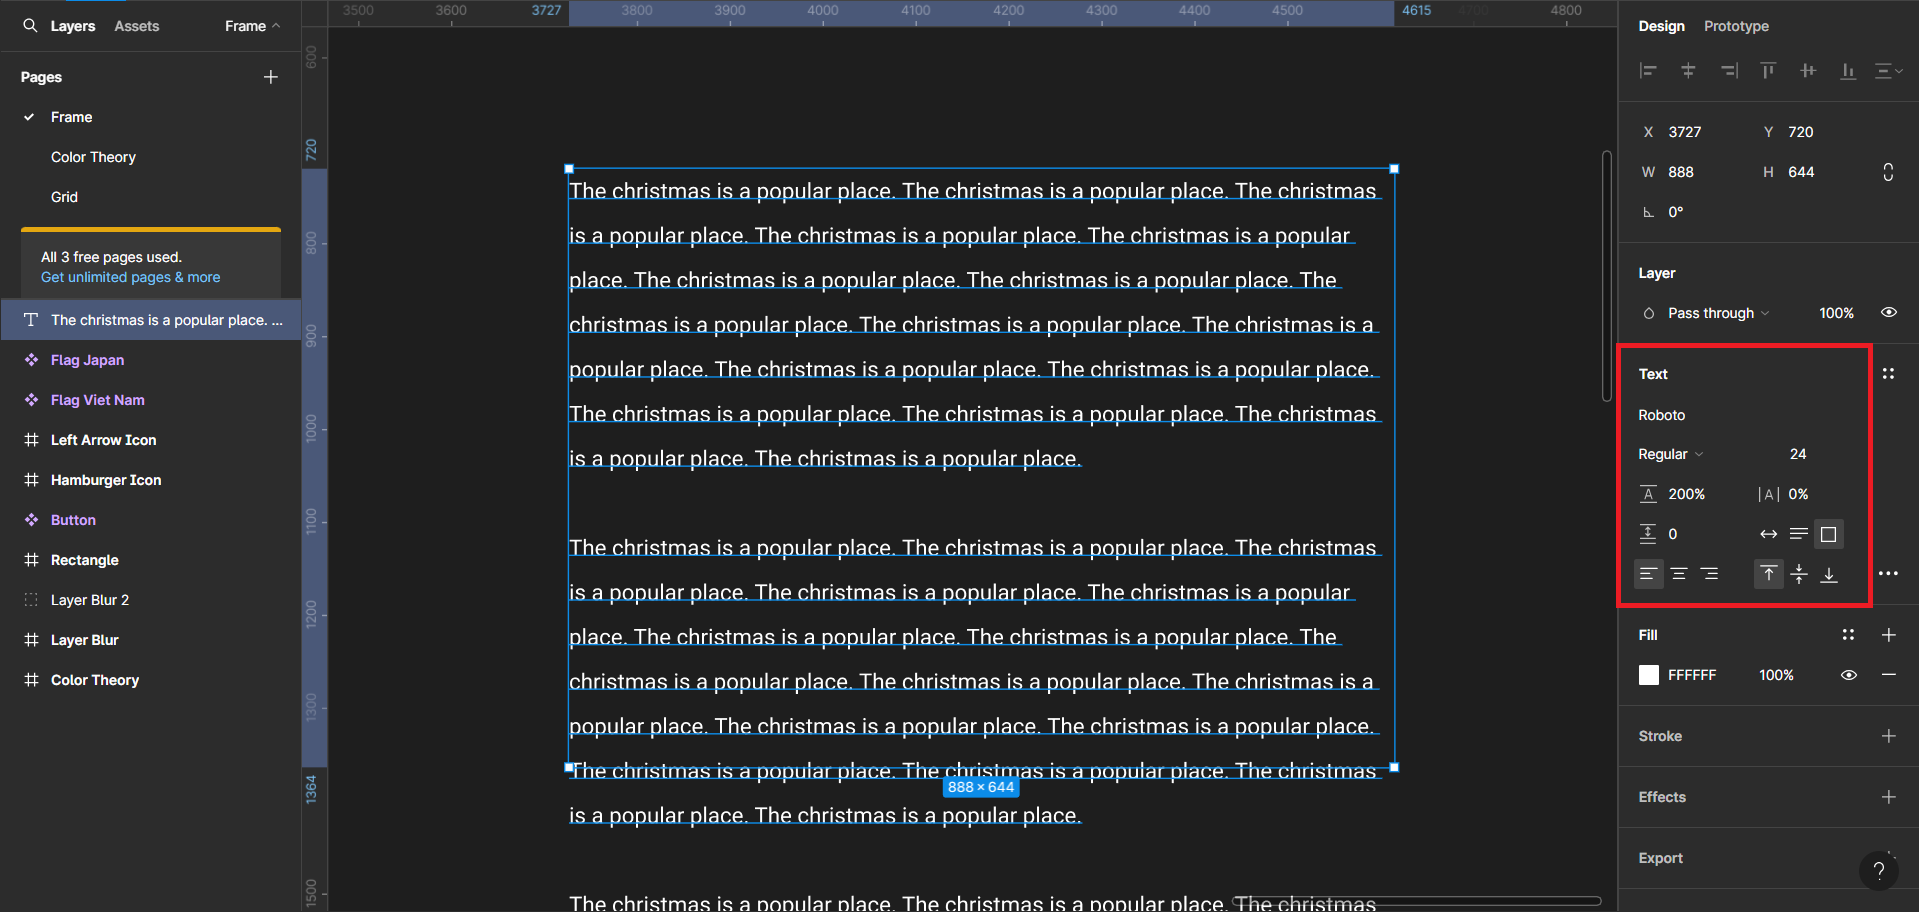 Layers Assets Frame
Pages
Frame
Color Theory
Grid
All 3 free pages used.
Get unlimited pages & more
The christmas is a popular place. ...
Flag Japan
Flag Viet Nam
Left Arrow Icon
Hamburger Icon
Button
Rectangle
Layer Blur 2
Layer Blur
Color Theory
3500 3600 3727 3800 3900 4000 4100 4200 4300 4400 4500 4615 4700 4800
600
720
800
900
1000
1100
1200
1300
1364
1500
The christmas is a popular place. The christmas is a popular place. The christmas
is a popular place. The christmas is a popular place. The christmas is a popular
place. The christmas is a popular place. The christmas is a popular place. The
christmas is a popular place. The christmas is a popular place. The christmas is a
popular place. The christmas is a popular place. The christmas is a popular place.
The christmas is a popular place. The christmas is a popular place. The christmas
is a popular place. The christmas is a popular place.
The christmas is a popular place. The christmas is a popular place. The christmas
is a popular place. The christmas is a popular place. The christmas is a popular
place. The christmas is a popular place. The christmas is a popular place. The
christmas is a popular place. The christmas is a popular place. The christmas is a
popular place. The christmas is a popular place. The christmas is a popular place.
The christmas is a popular place. The christmas is a popular place. The christmas
888 × 644
is a popular place. The christmas is a popular place.
The christmas is a popular place. The christmas is a popular place. The christmas
Design Prototype
X 3727 Y 720
W 888 H 644
0°
Layer
Pass through 100%
Text
Roboto
Regular 24
A 200% |A| 0%
0
Fill
FFFFFF 100%
Stroke
Effects
Export
?